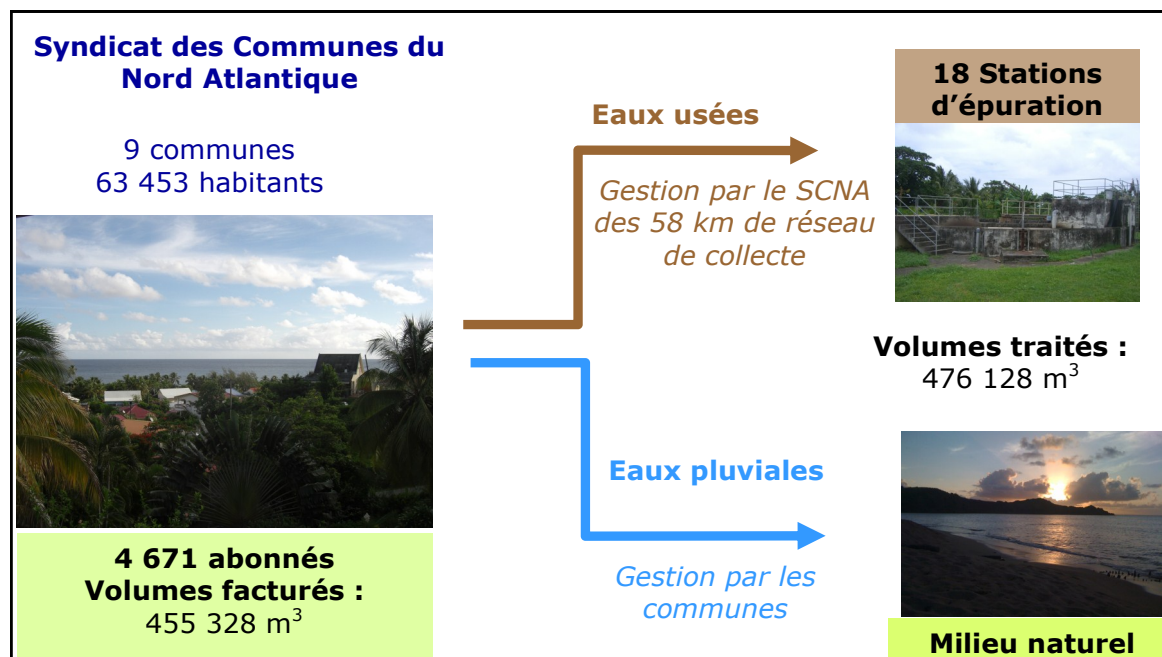 Syndicat des Communes du
Nord Atlantique
9 communes
63 453 habitants
4 671 abonnés
Volumes facturés :
455 328 m³
Eaux usées
Gestion par le SCNA
des 58 km de réseau
de collecte
Eaux pluviales
Gestion par les
communes
18 Stations
d’épuration
Volumes traités :
476 128 m³
Milieu naturel